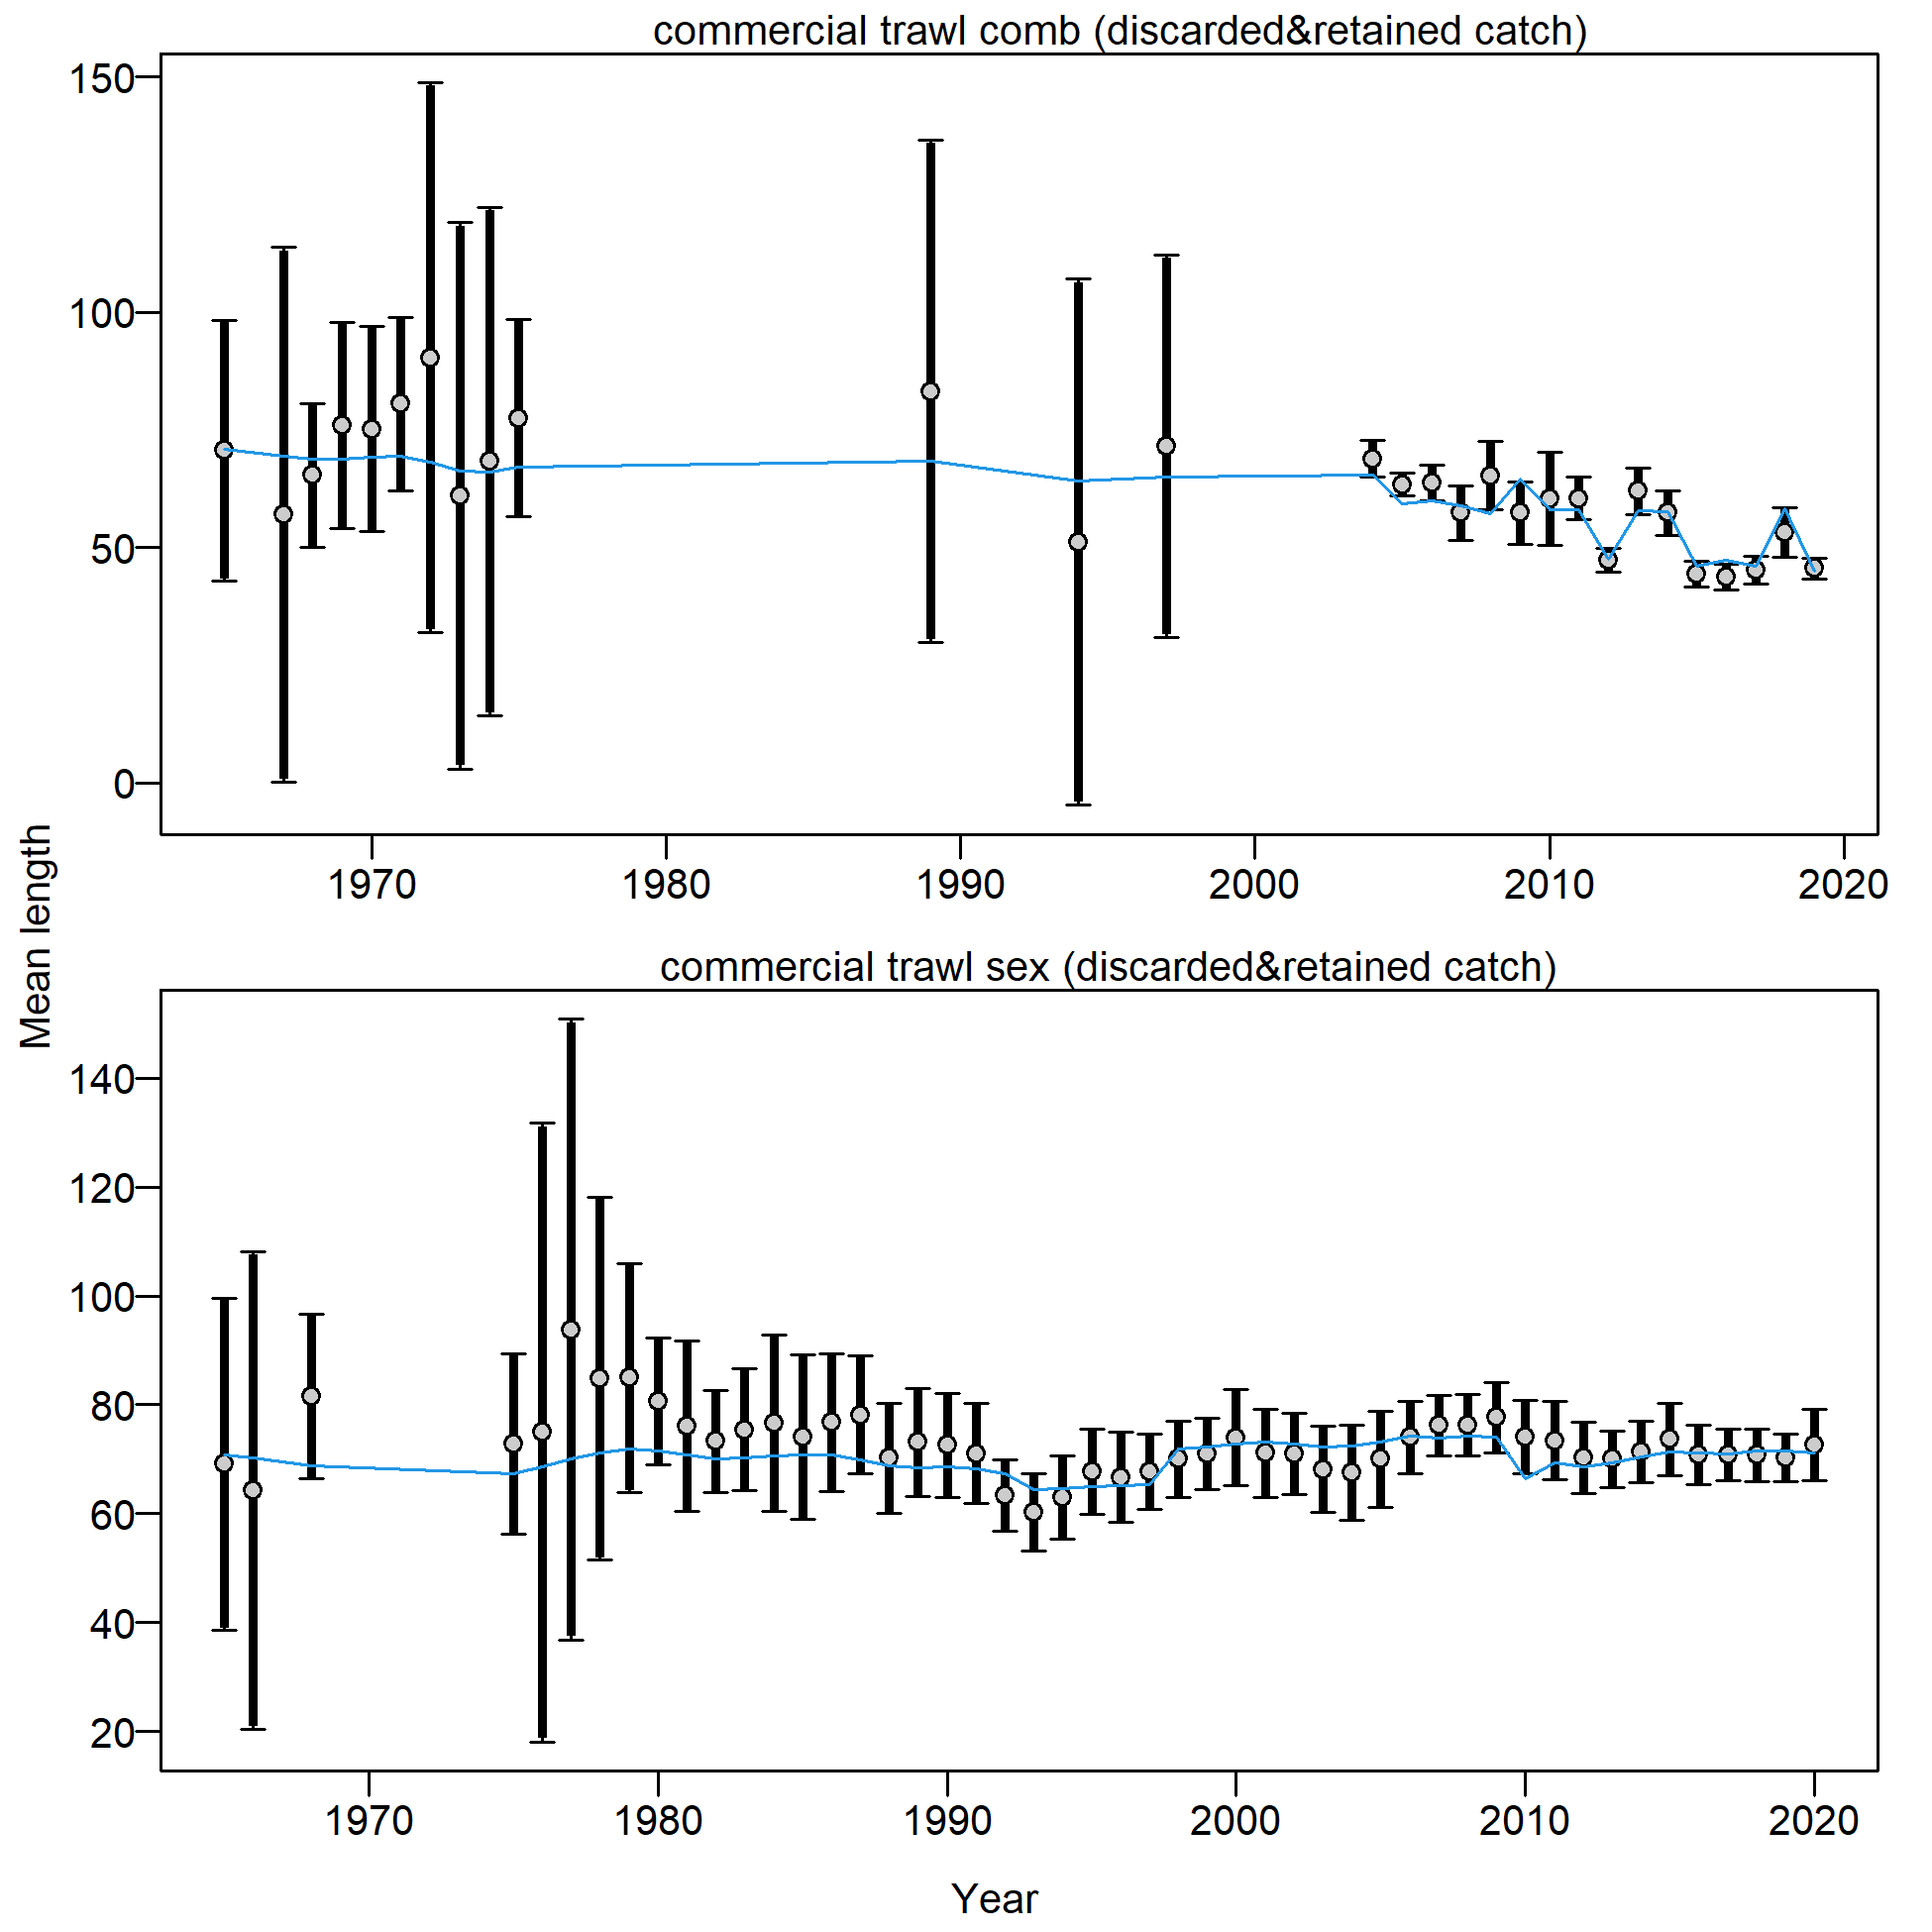 commercial trawl comb (discarded&retained catch)
150
100
50
0
1970 1980 1990 2000 2010 2020
Mean length
commercial trawl sex (discarded&retained catch)
140
120
100
80
60
40
20
1970 1980 1990 2000 2010 2020
Year